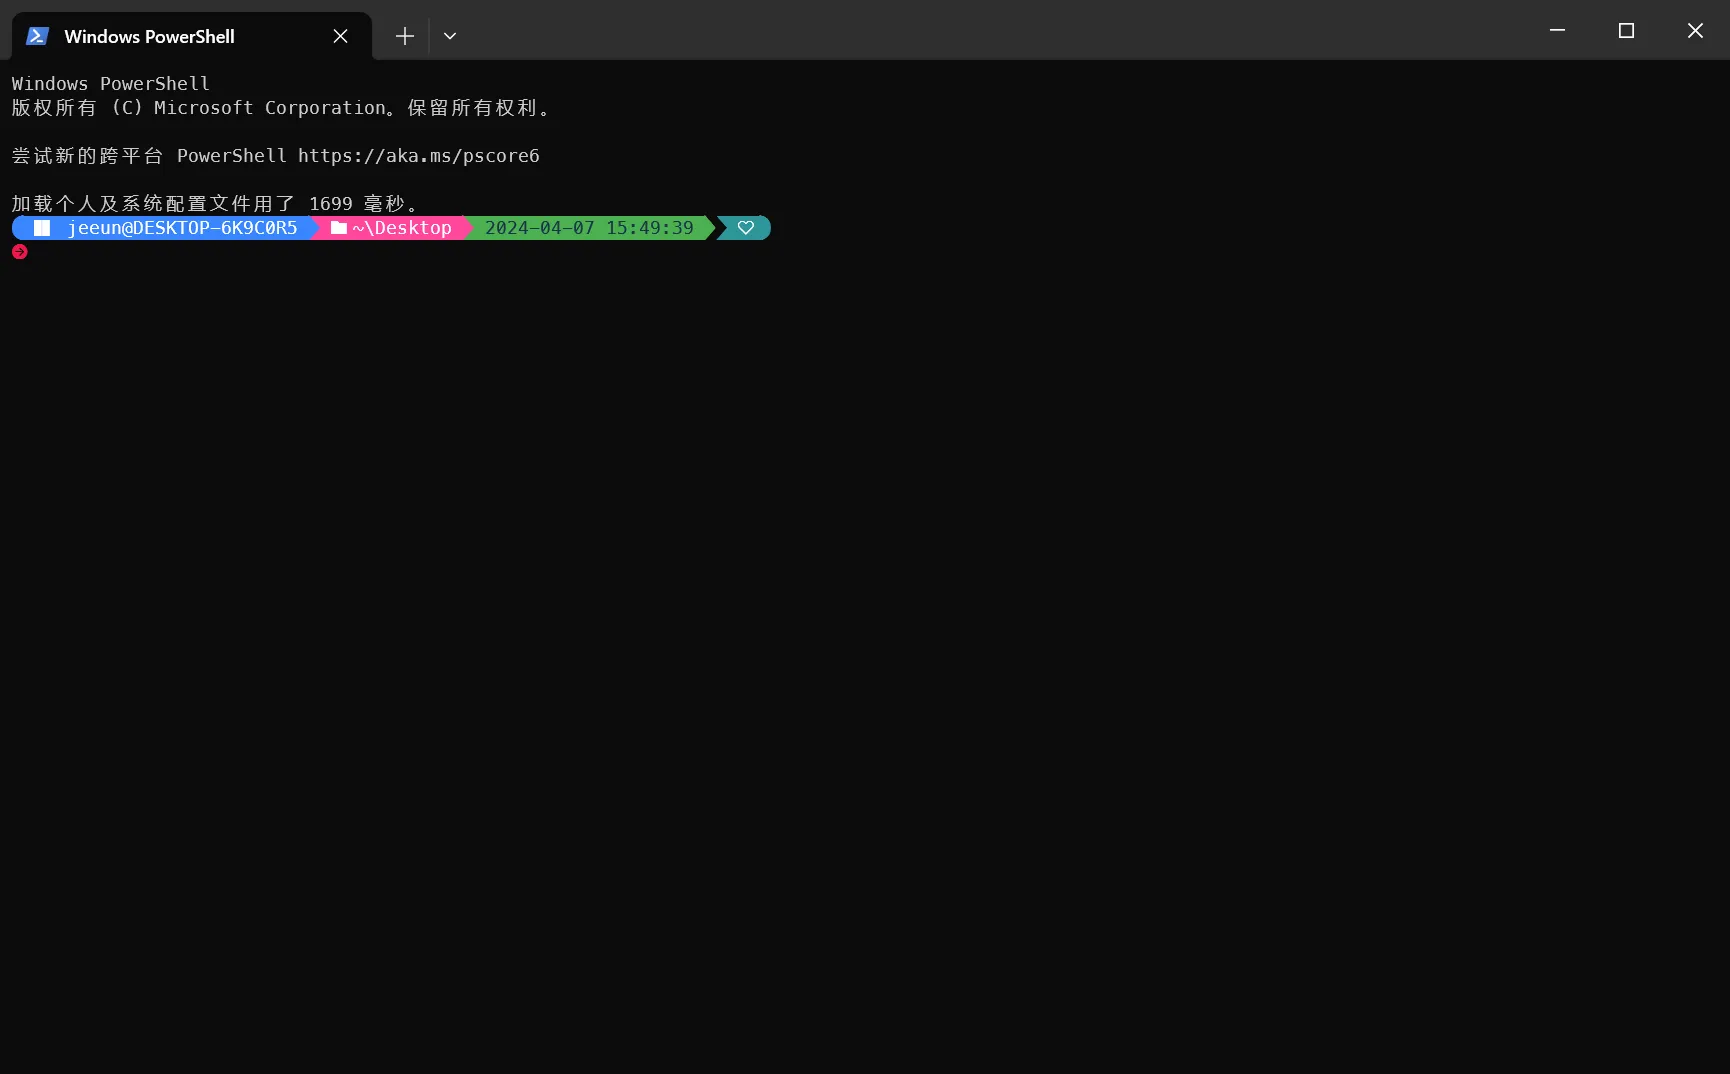 Windows PowerShell
Windows PowerShell
版权所有 (C) Microsoft Corporation。保留所有权利。
尝试新的跨平台 PowerShell https://aka.ms/pscore6
加载个人及系统配置文件用了 1699 毫秒。
jeeun@DESKTOP-6K9C0R5 ~\Desktop 2024-04-07 15:49:39